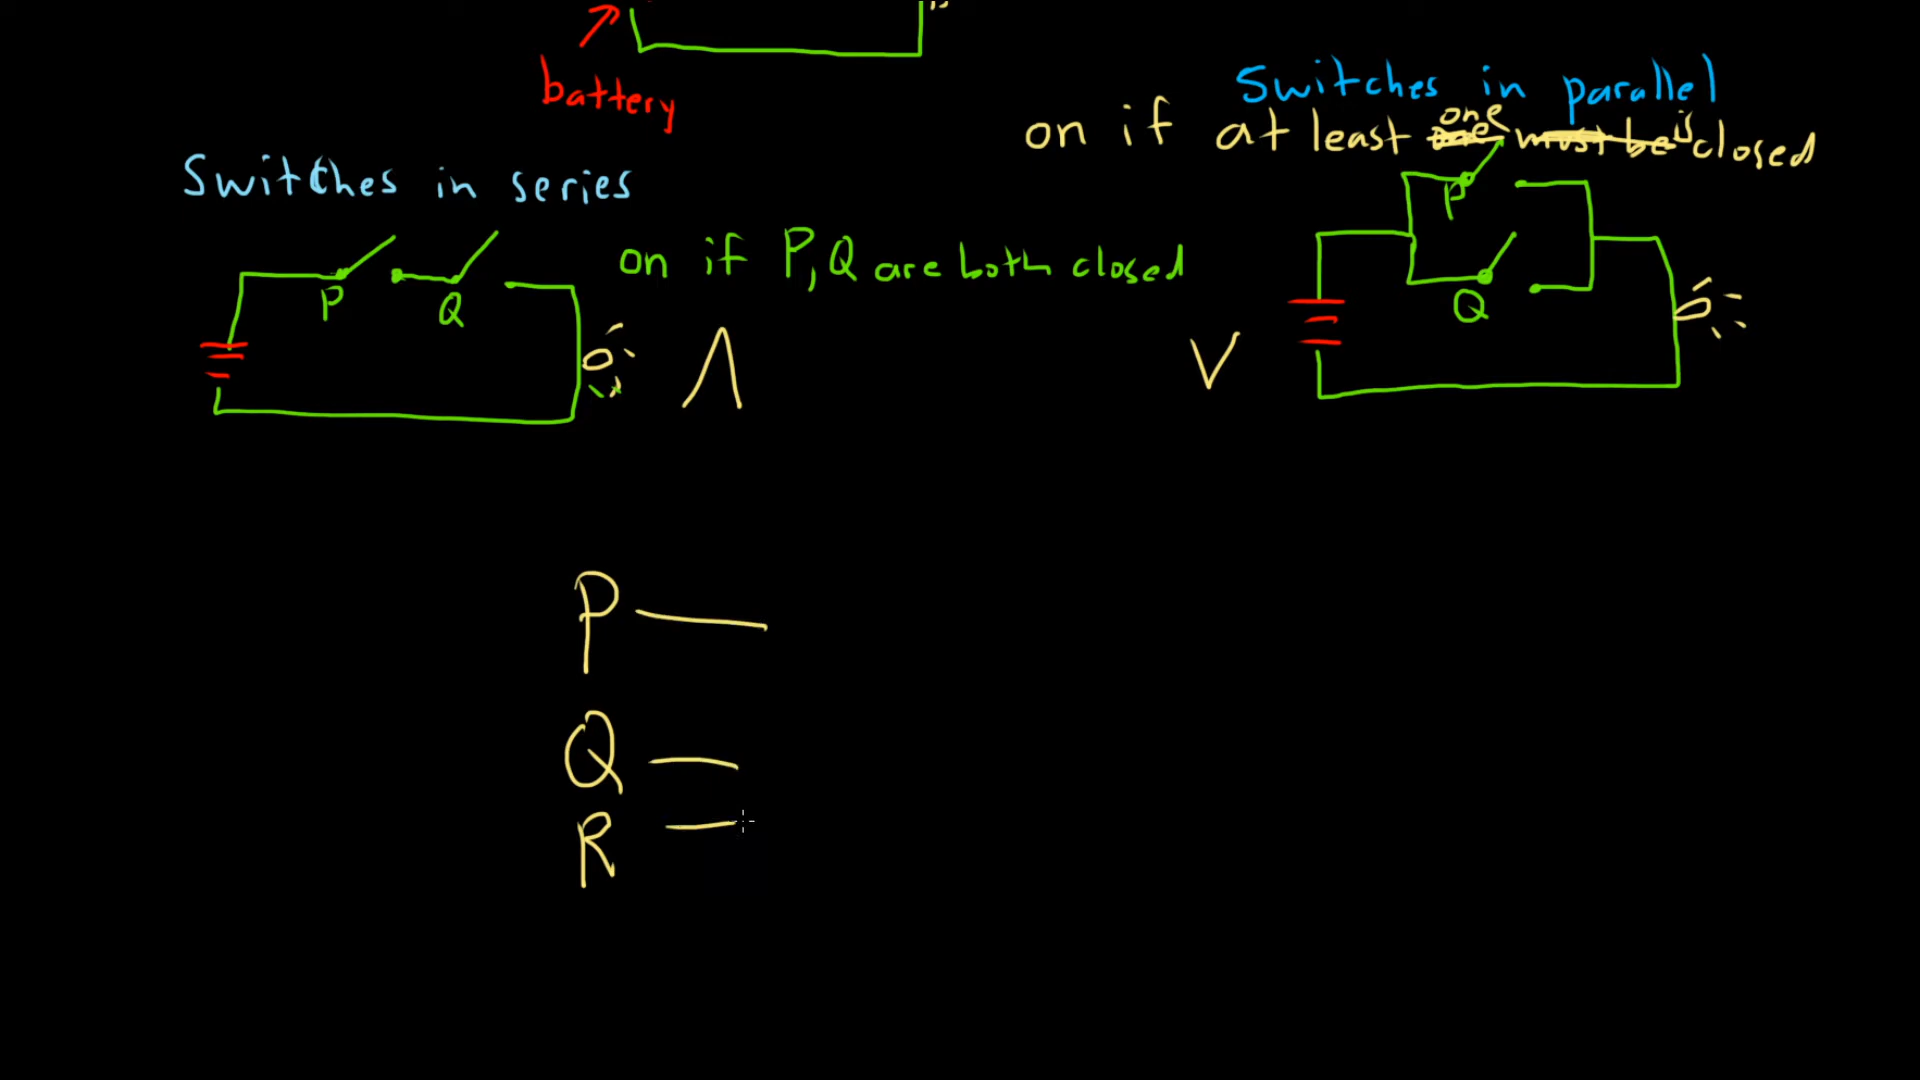 battery
Switches in parallel
on if at least one is closed
Switches in series
on if P, Q are both closed
P
P Q
Q
Λ
V
P
Q
R